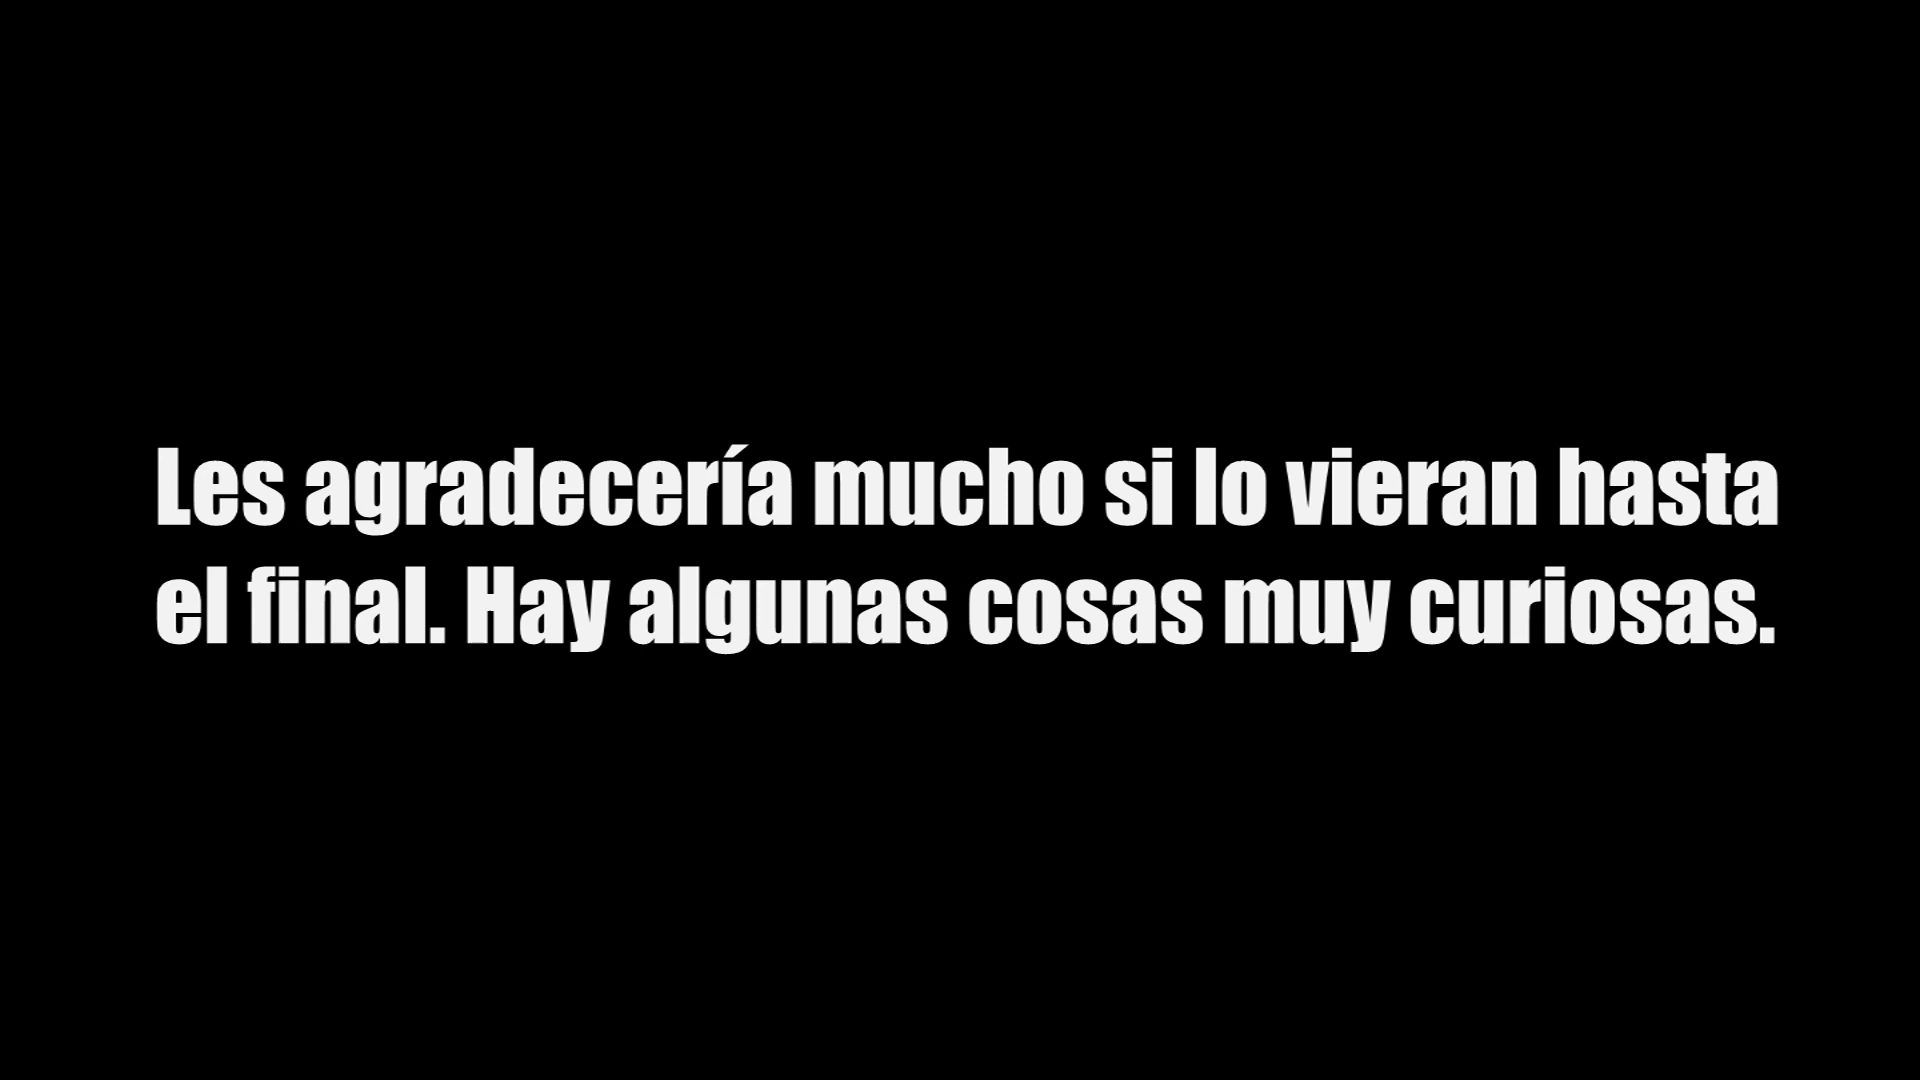 Les agradecería mucho si lo vieran hasta
el final. Hay algunas cosas muy curiosas.